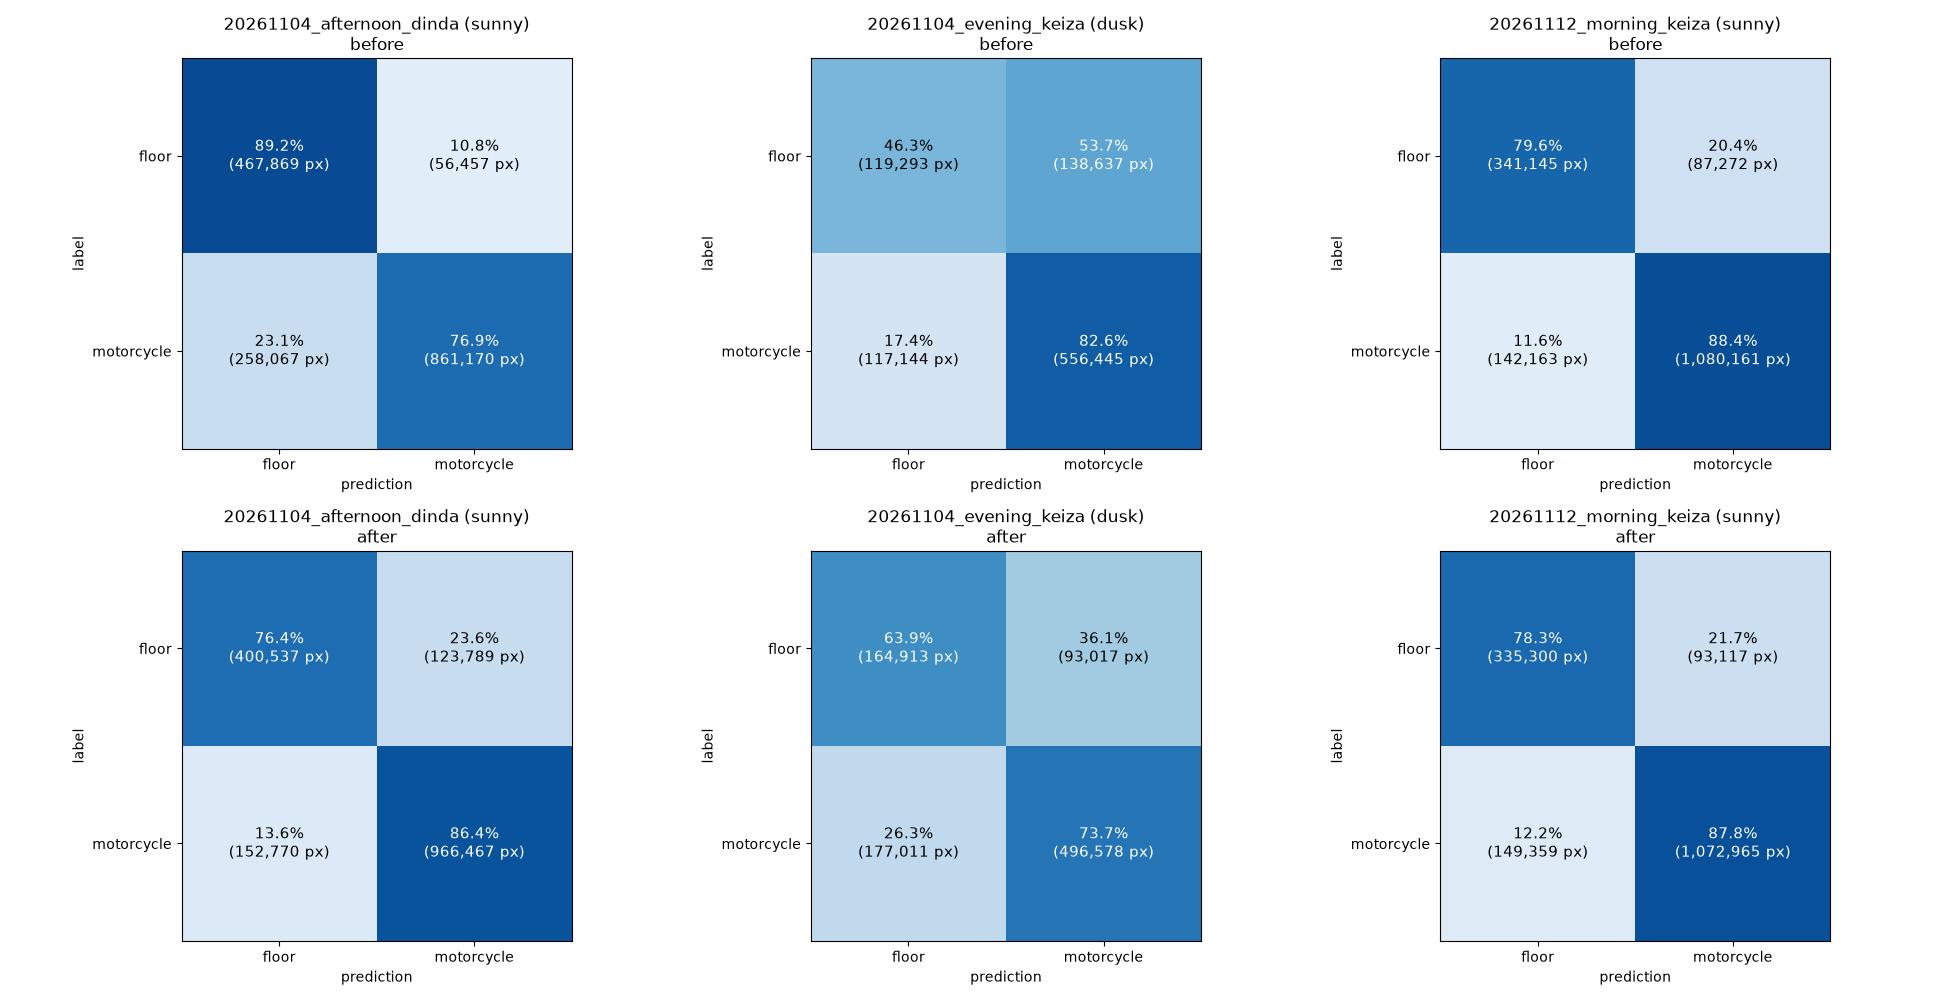 20261104_afternoon_dinda (sunny)
before
floor
89.2%
(467,869 px)
10.8%
(56,457 px)
label
motorcycle
23.1%
(258,067 px)
76.9%
(861,170 px)
floor
motorcycle
prediction
20261104_evening_keiza (dusk)
before
floor
46.3%
(119,293 px)
53.7%
(138,637 px)
label
motorcycle
17.4%
(117,144 px)
82.6%
(556,445 px)
floor
motorcycle
prediction
20261112_morning_keiza (sunny)
before
floor
79.6%
(341,145 px)
20.4%
(87,272 px)
label
motorcycle
11.6%
(142,163 px)
88.4%
(1,080,161 px)
floor
motorcycle
prediction
20261104_afternoon_dinda (sunny)
after
floor
76.4%
(400,537 px)
23.6%
(123,789 px)
label
motorcycle
13.6%
(152,770 px)
86.4%
(966,467 px)
floor
motorcycle
prediction
20261104_evening_keiza (dusk)
after
floor
63.9%
(164,913 px)
36.1%
(93,017 px)
label
motorcycle
26.3%
(177,011 px)
73.7%
(496,578 px)
floor
motorcycle
prediction
20261112_morning_keiza (sunny)
after
floor
78.3%
(335,300 px)
21.7%
(93,117 px)
label
motorcycle
12.2%
(149,359 px)
87.8%
(1,072,965 px)
floor
motorcycle
prediction